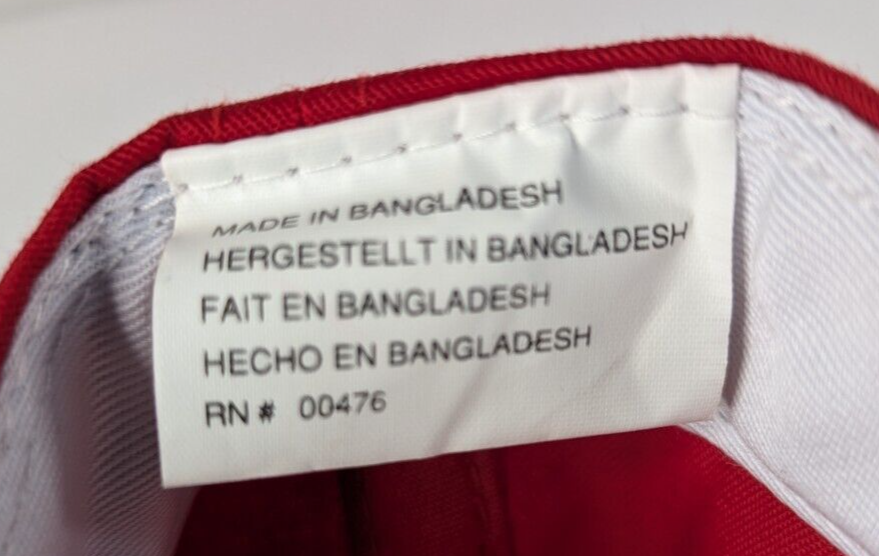 MADE IN BANGLADESH
HERGESTELLT IN BANGLADESH
FAIT EN BANGLADESH
HECHO EN BANGLADESH
RN # 00476